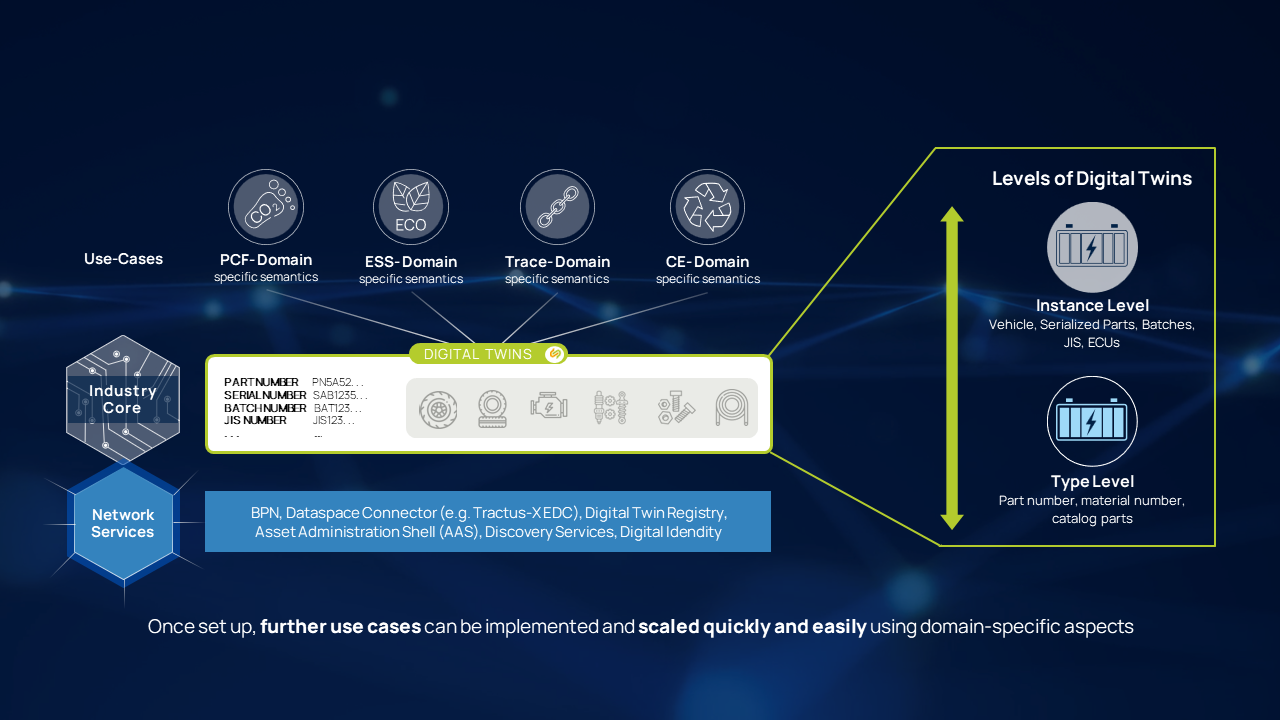 CO2
ECO
Use-Cases
PCF-Domain
specific semantics
ESS-Domain
specific semantics
Trace-Domain
specific semantics
CE-Domain
specific semantics
Industry
Core
DIGITAL TWINS
PART NUMBER PN5A52...
SERIAL NUMBER SAB1235...
BATCH NUMBER BAT123...
JIS NUMBER JIS123...
... ...
Network
Services
BPN, Dataspace Connector (e.g. Tractus-X EDC), Digital Twin Registry,
Asset Administration Shell (AAS), Discovery Services, Digital Idendity
Levels of Digital Twins
Instance Level
Vehicle, Serialized Parts, Batches,
JIS, ECUs
Type Level
Part number, material number,
catalog parts
Once set up, further use cases can be implemented and scaled quickly and easily using domain-specific aspects